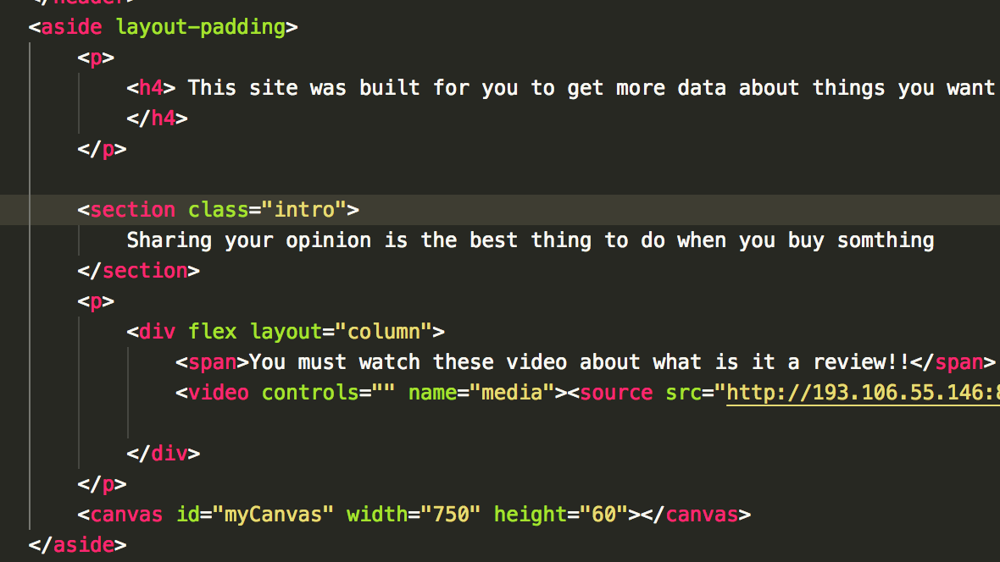 </header>
<aside layout-padding>
<p>
<h4> This site was built for you to get more data about things you want
</h4>
</p>
<section class="intro">
Sharing your opinion is the best thing to do when you buy somthing
</section>
<p>
<div flex layout="column">
<span>You must watch these video about what is it a review!!</span>
<video controls="" name="media"><source src="http://193.106.55.146:8
</div>
</p>
<canvas id="myCanvas" width="750" height="60"></canvas>
</aside>